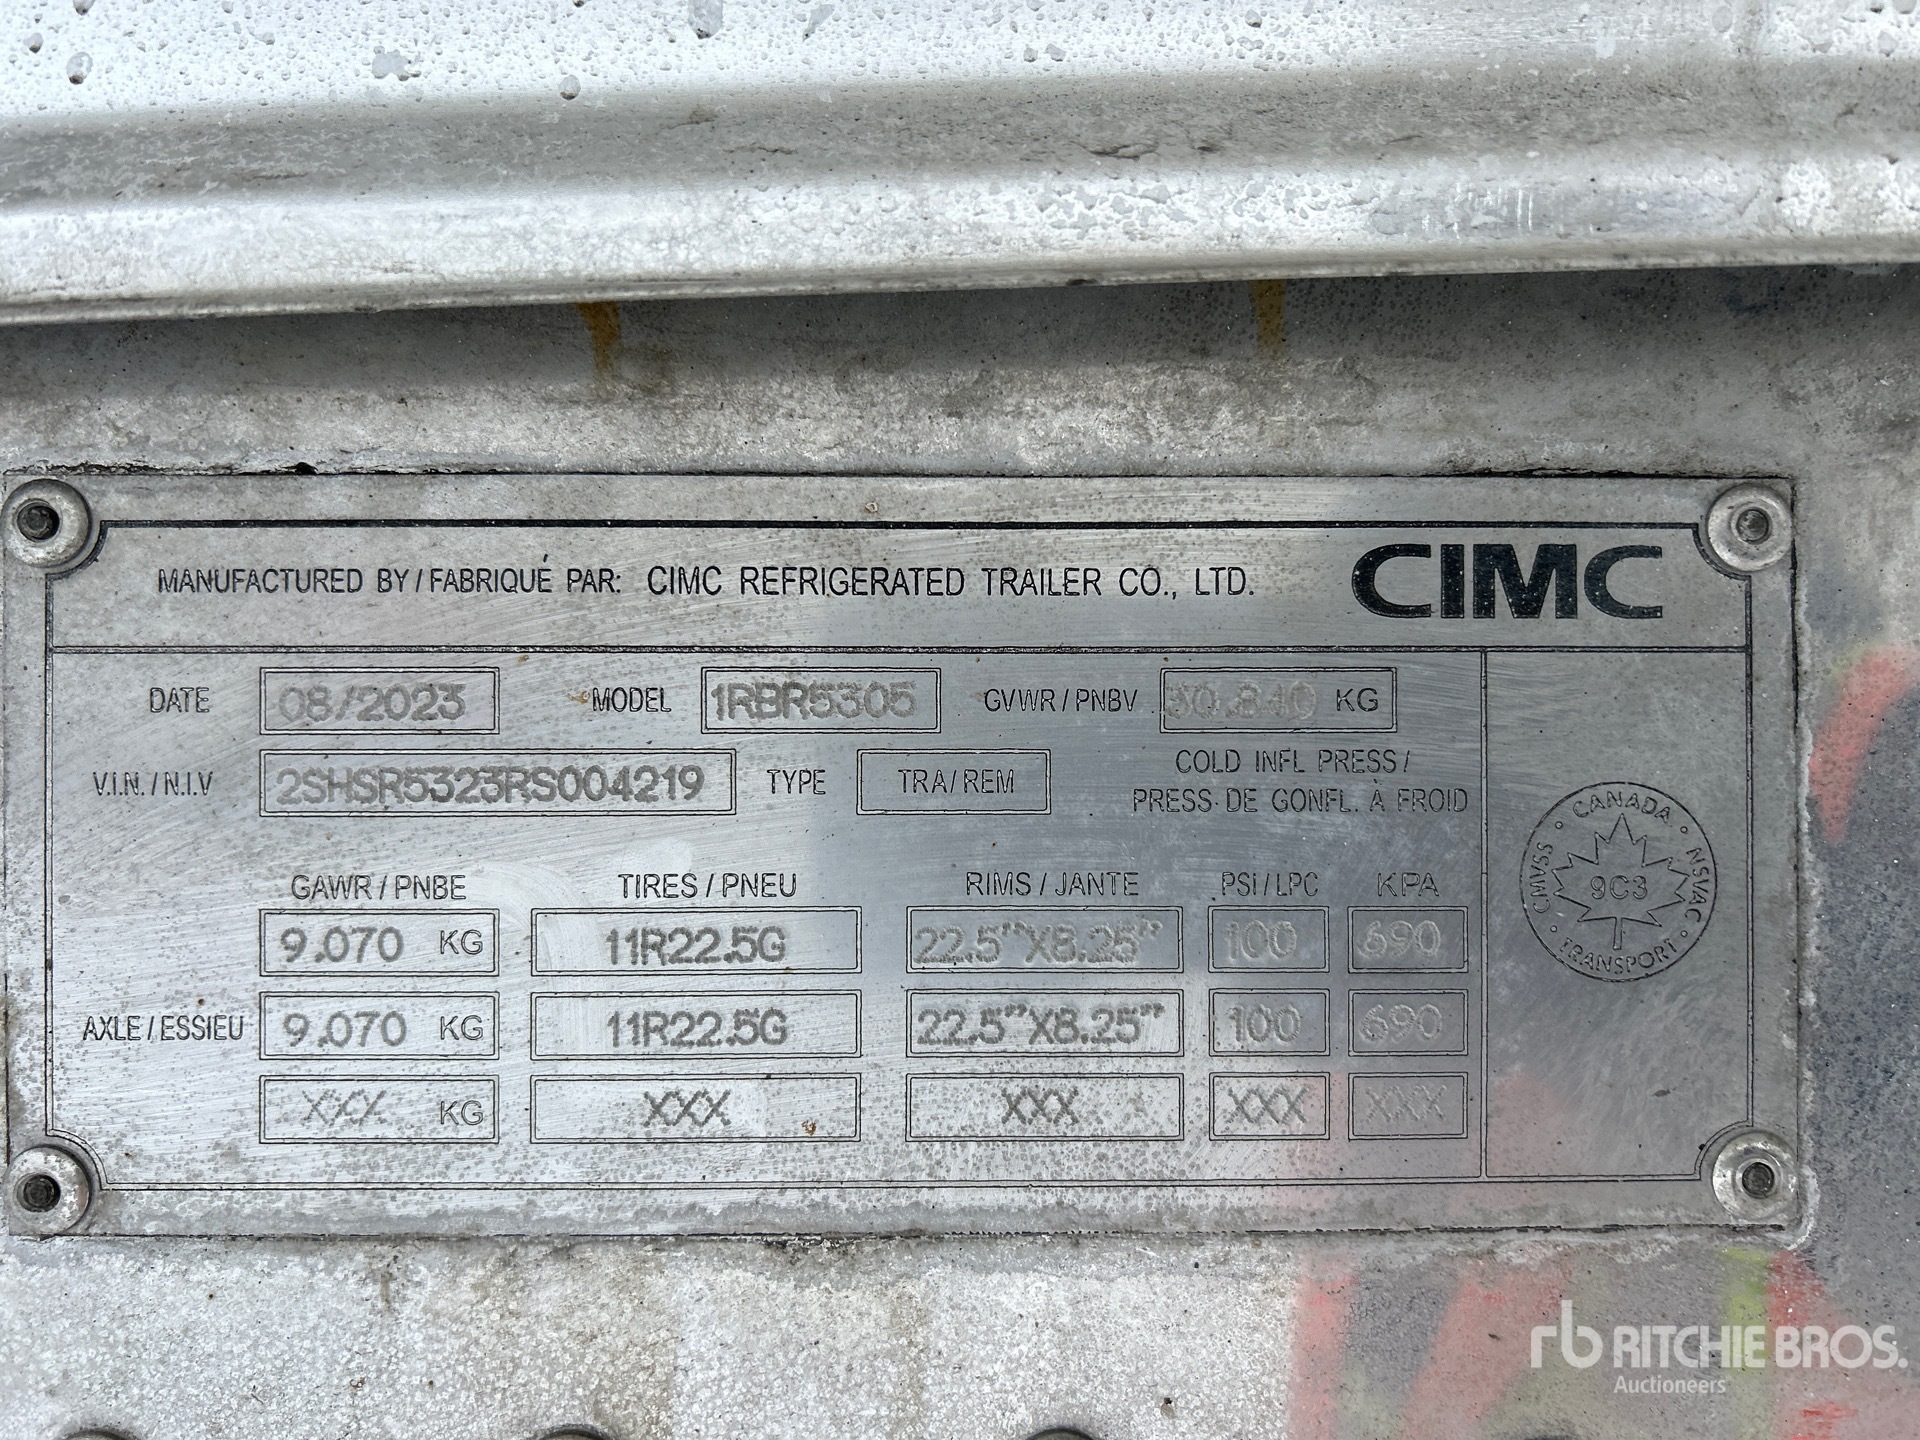 MANUFACTURED BY / FABRIQUÉ PAR: CIMC REFRIGERATED TRAILER CO., LTD. CIMC
DATE 08/2023 MODEL 1RBR5305 GVWR / PNBV 30.840 KG
V.I.N. / N.I.V 2SHSR5323RS004219 TYPE TRA/REM COLD INFL PRESS /
PRESS. DE GONFL. À FROID
GAWR / PNBE TIRES / PNEU RIMS / JANTE PSI / LPC KPA
9.070 KG 11R22.5G 22.5"X8.25" 100 690
AXLE / ESSIEU 9.070 KG 11R22.5G 22.5"X8.25" 100 690
XXX KG XXX XXX XXX XXX
CANADA · NSVAC · TRANSPORT · CMVSS ·
9C3
rb RITCHIE BROS.
Auctioneers